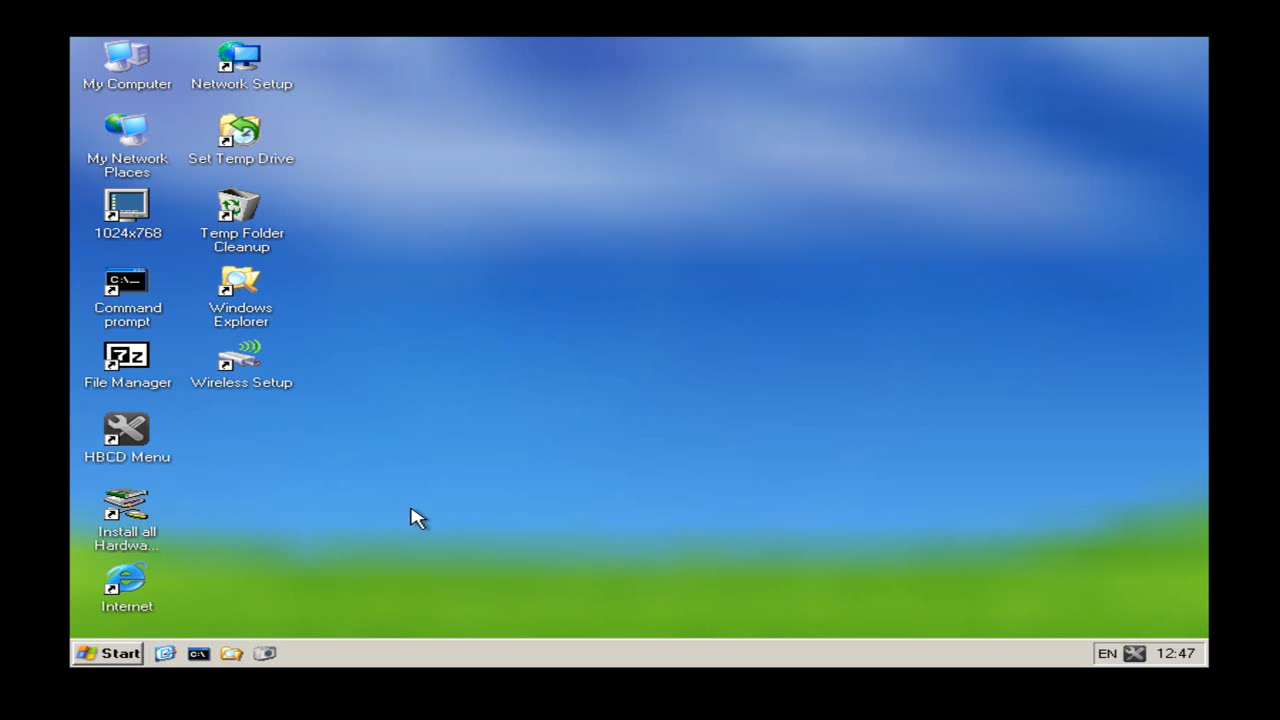 My Computer
Network Setup
My Network
Places
Set Temp Drive
1024x768
Temp Folder
Cleanup
C:\_
Command
prompt
Windows
Explorer
7z
File Manager
Wireless Setup
HBCD Menu
Install all
Hardwa...
Internet
Start
C:\
EN
12:47